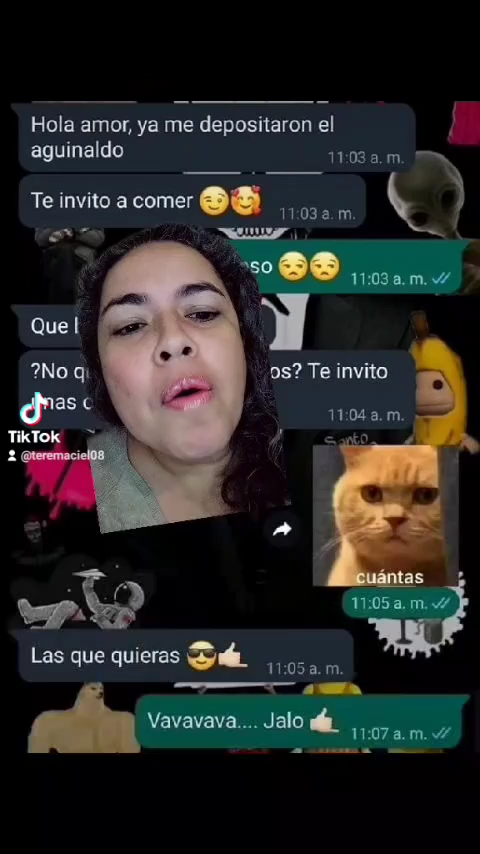 Hola amor, ya me depositaron el
aguinaldo
11:03 a. m.
Te invito a comer 😉🥰
11:03 a. m.
so 😒😒
11:03 a. m.
Que
?No q os? Te invito
mas
11:04 a. m.
TikTok
@teremaciel08
Santo
cuántas
11:05 a. m.
Las que quieras 😎🤙🏻
11:05 a. m.
Vavavava.... Jalo 🤙🏻
11:07 a. m.